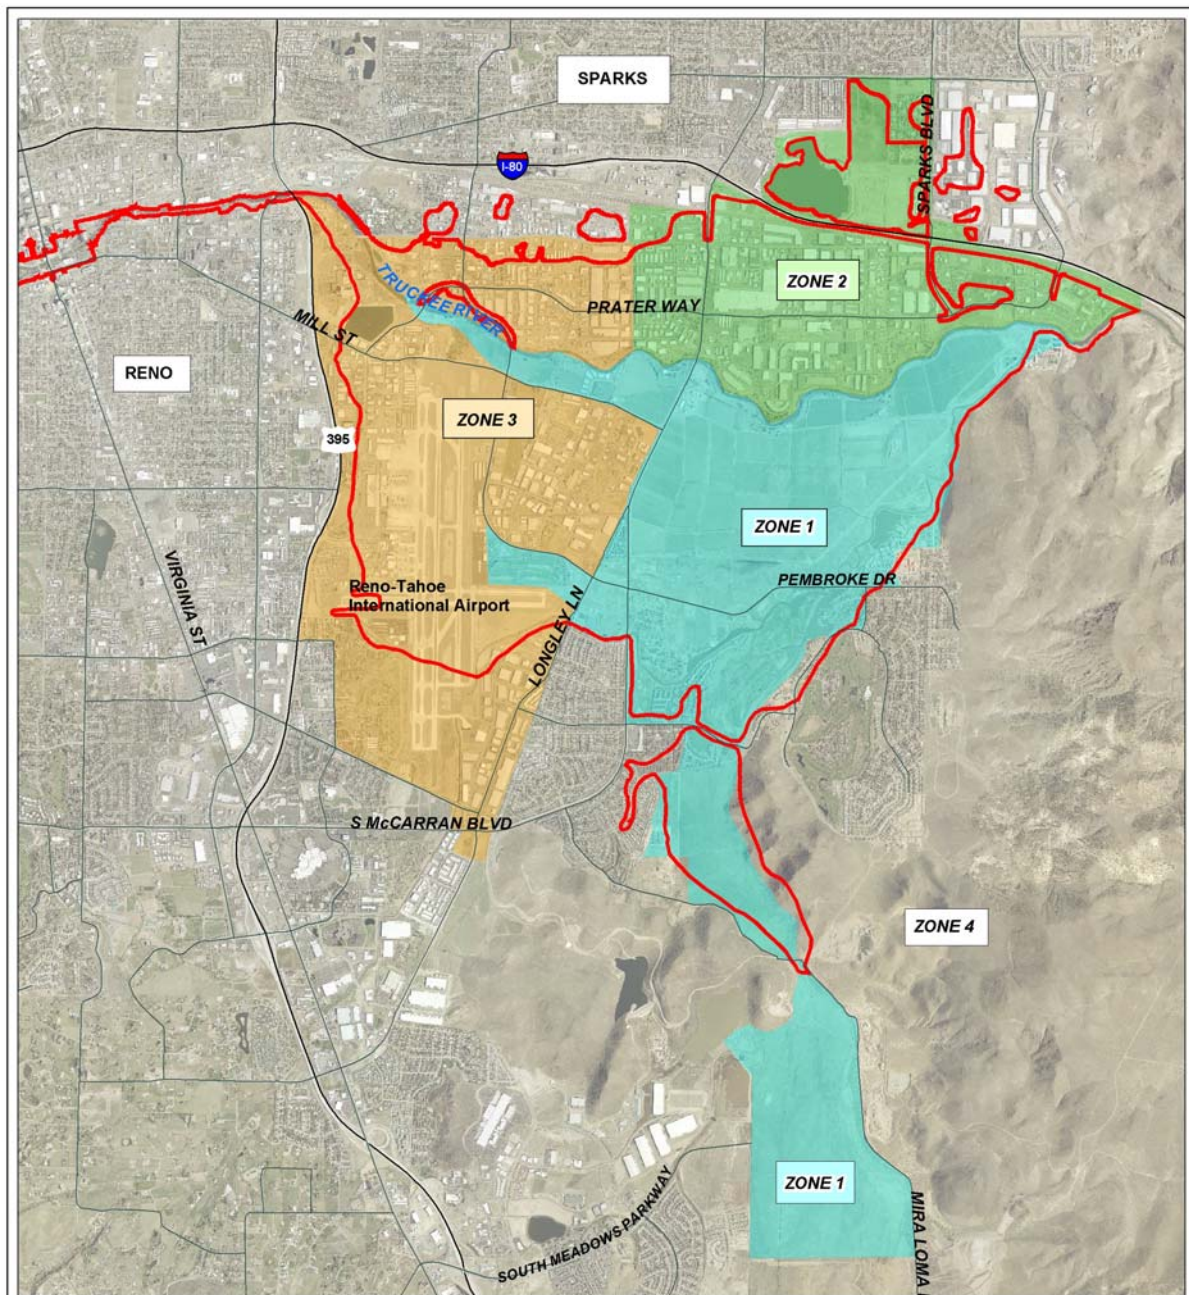 SPARKS
I-80
SPARKS BLVD
ZONE 2
TRUCKEE RIVER
PRATER WAY
MILL ST
RENO
ZONE 3
395
ZONE 1
PEMBROKE DR
VIRGINIA ST
Reno-Tahoe
International Airport
LONGLEY LN
S McCARRAN BLVD
ZONE 4
ZONE 1
SOUTH MEADOWS PARKWAY
MIRA LOMA